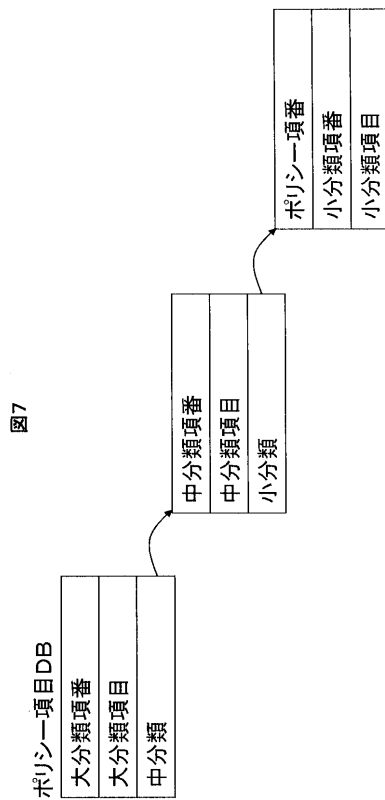 図7
ポリシー項目DB
大分類項番
大分類項目
中分類
中分類項番
中分類項目
小分類
ポリシー項番
小分類項番
小分類項目